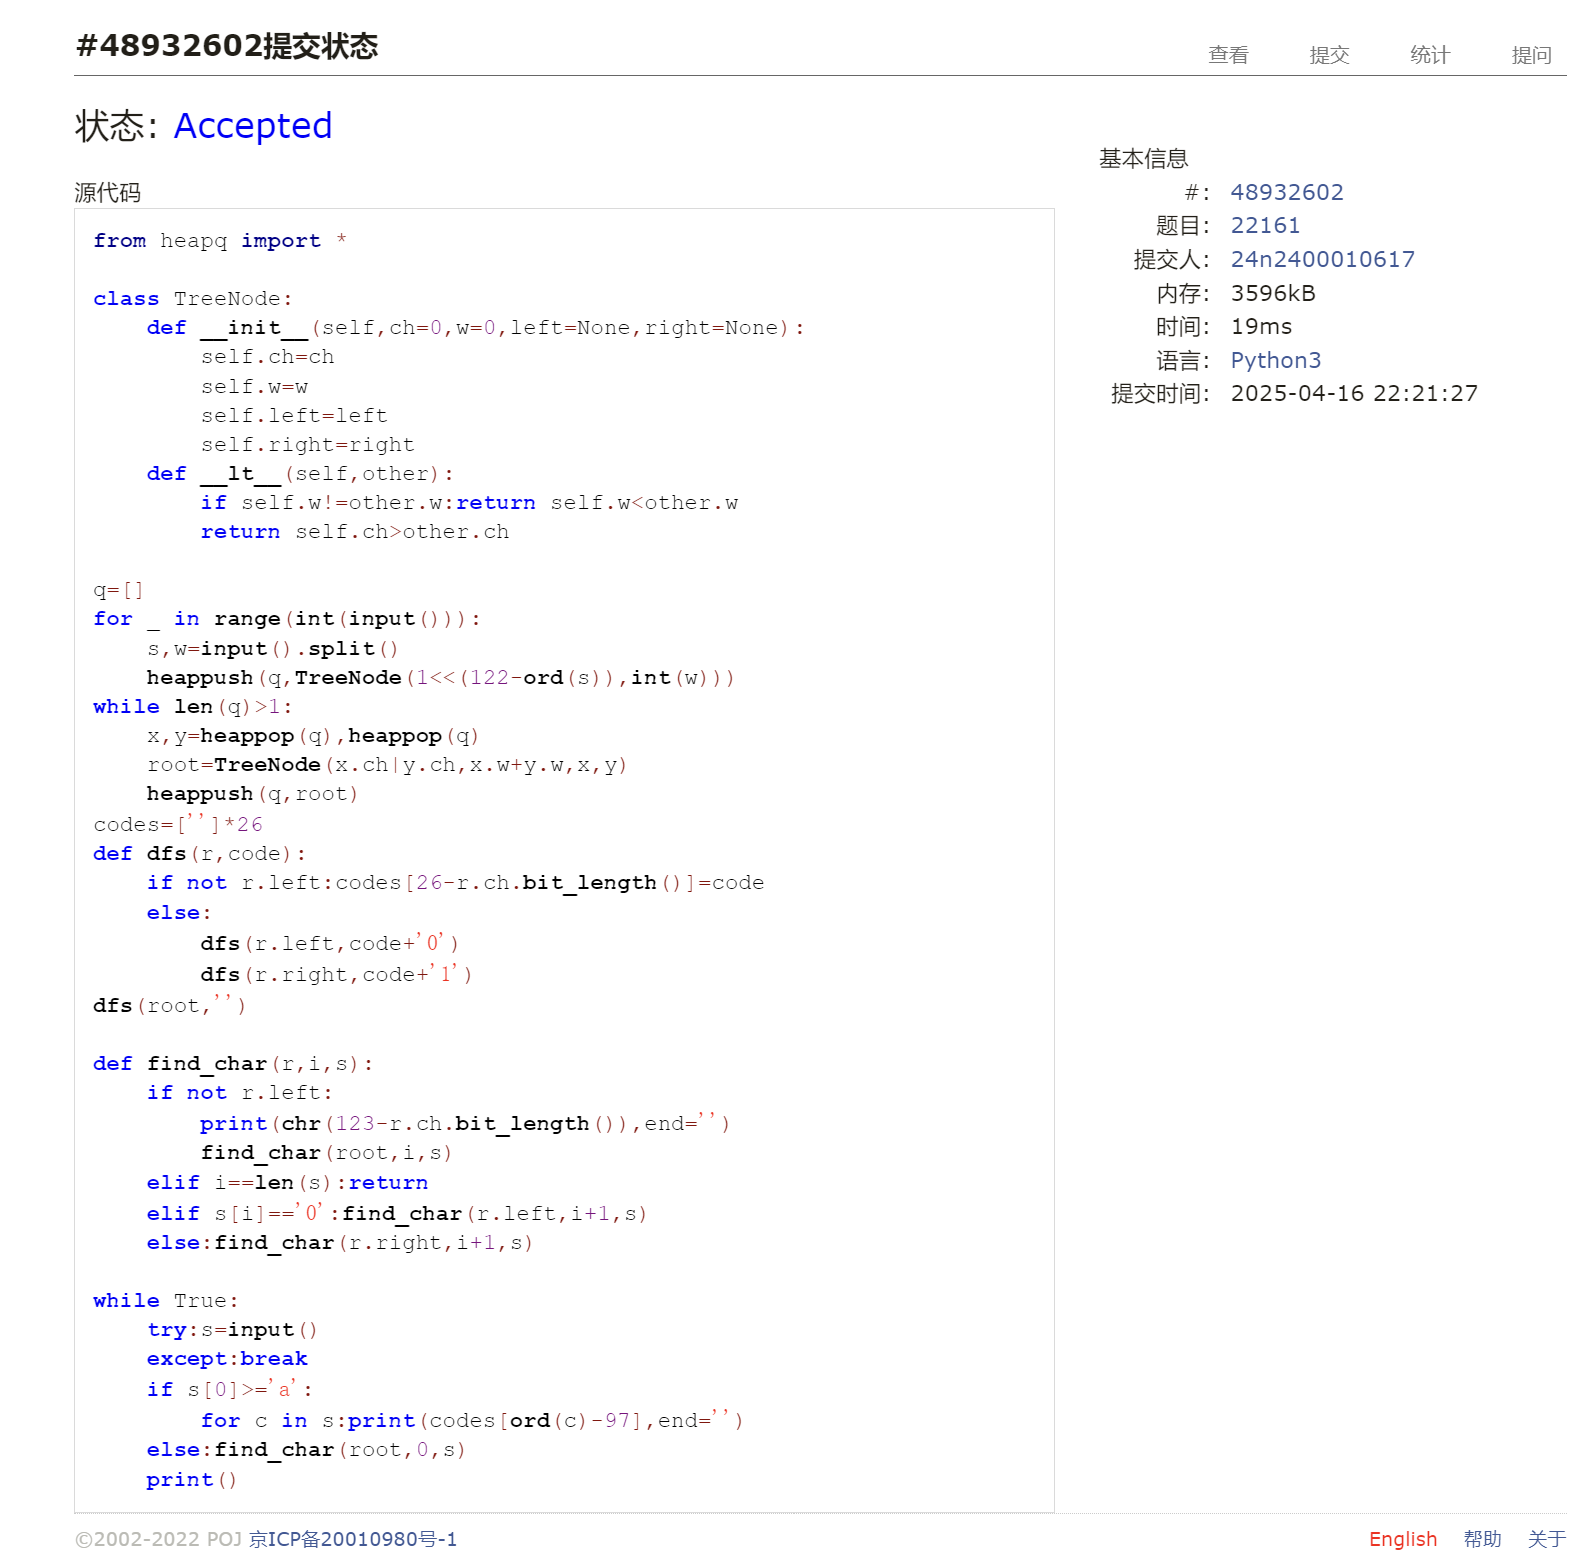 #48932602提交状态
查看 提交 统计 提问
状态: Accepted
源代码
from heapq import *

class TreeNode:
    def __init__(self,ch=0,w=0,left=None,right=None):
        self.ch=ch
        self.w=w
        self.left=left
        self.right=right
    def __lt__(self,other):
        if self.w!=other.w:return self.w<other.w
        return self.ch>other.ch

q=[]
for _ in range(int(input())):
    s,w=input().split()
    heappush(q,TreeNode(1<<(122-ord(s)),int(w)))
while len(q)>1:
    x,y=heappop(q),heappop(q)
    root=TreeNode(x.ch|y.ch,x.w+y.w,x,y)
    heappush(q,root)
codes=['']*26
def dfs(r,code):
    if not r.left:codes[26-r.ch.bit_length()]=code
    else:
        dfs(r.left,code+'0')
        dfs(r.right,code+'1')
dfs(root,'')

def find_char(r,i,s):
    if not r.left:
        print(chr(123-r.ch.bit_length()),end='')
        find_char(root,i,s)
    elif i==len(s):return
    elif s[i]=='0':find_char(r.left,i+1,s)
    else:find_char(r.right,i+1,s)

while True:
    try:s=input()
    except:break
    if s[0]>='a':
        for c in s:print(codes[ord(c)-97],end='')
    else:find_char(root,0,s)
    print()
基本信息
#: 48932602
题目: 22161
提交人: 24n2400010617
内存: 3596kB
时间: 19ms
语言: Python3
提交时间: 2025-04-16 22:21:27
©2002-2022 POJ 京ICP备20010980号-1
English 帮助 关于